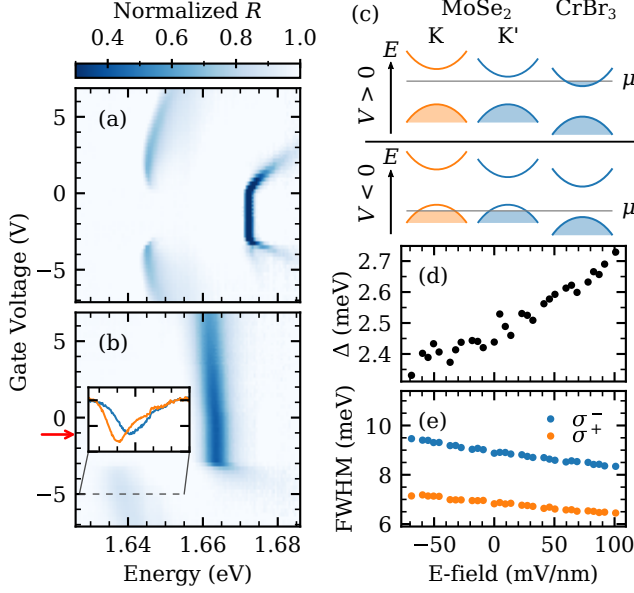 Normalized R
0.4 0.6 0.8 1.0
(a)
5
0
−5
(b)
5
0
−5
Gate Voltage (V)
1.64 1.66 1.68
Energy (eV)
(c)
MoSe₂ CrBr₃
K K'
E
V > 0
μ
E
V < 0
μ
(d)
2.7
2.6
2.5
2.4
Δ (meV)
(e)
σ⁻
σ⁺
10
8
6
FWHM (meV)
−50 0 50 100
E-field (mV/nm)